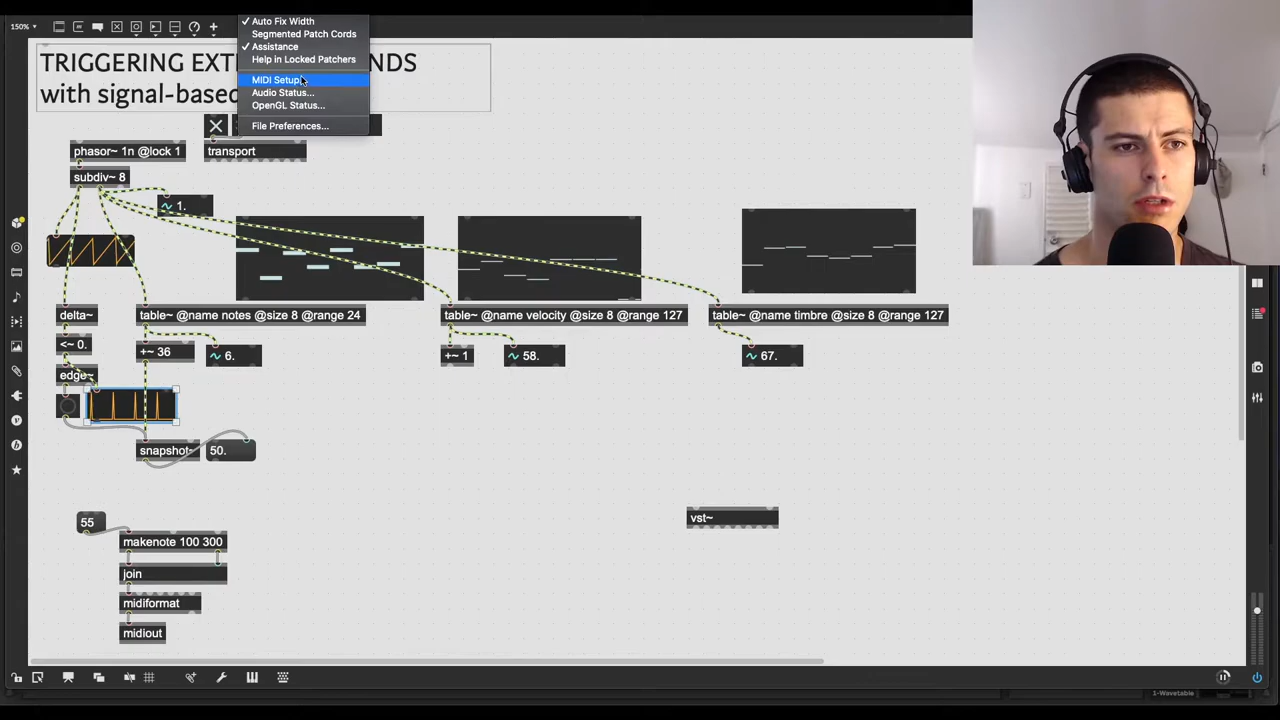 150%
Auto Fix Width
Segmented Patch Cords
Assistance
Help in Locked Patchers
MIDI Setup...
Audio Status...
OpenGL Status...
File Preferences...
TRIGGERING EXT NDS
with signal-based
phasor~ 1n @lock 1
transport
subdiv~ 8
1.
delta~
table~ @name notes @size 8 @range 24
table~ @name velocity @size 8 @range 127
table~ @name timbre @size 8 @range 127
<~ 0.
+~ 36
6.
+~ 1
58.
67.
edge~
snapshot~
50.
55
makenote 100 300
join
midiformat
midiout
vst~
1-Wavetable